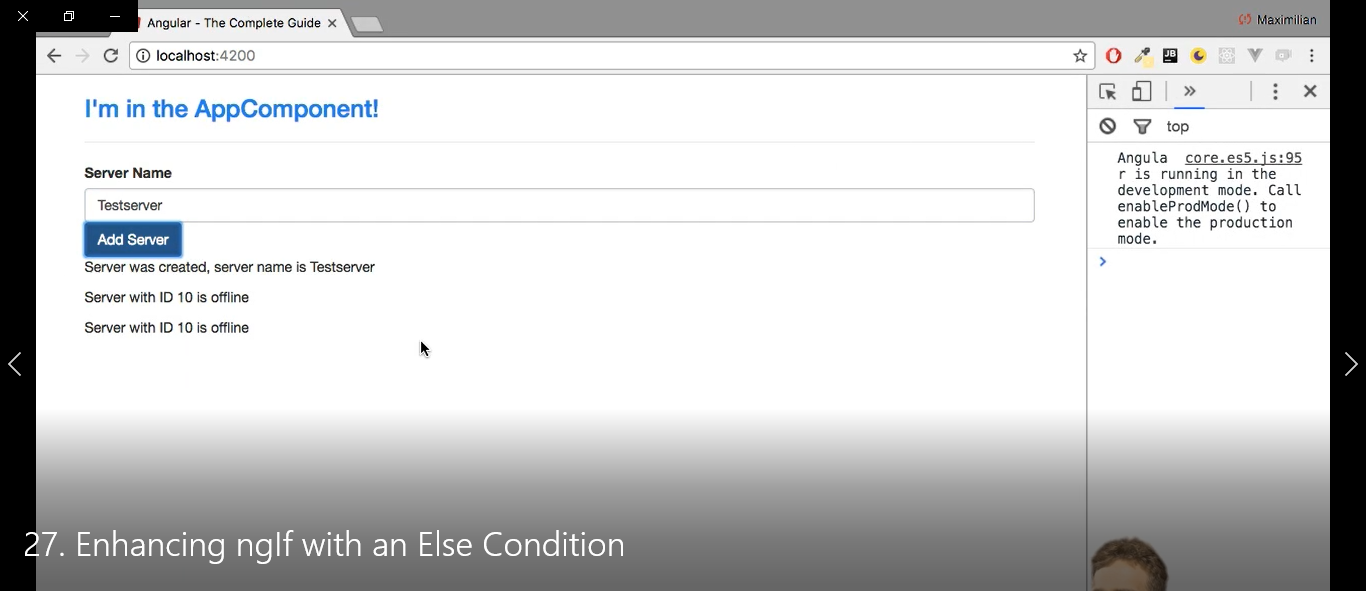 Angular - The Complete Guide
Maximilian
localhost:4200
I'm in the AppComponent!
top
Server Name
Testserver
Add Server
Server was created, server name is Testserver
Server with ID 10 is offline
Server with ID 10 is offline
Angula core.es5.js:95
r is running in the
development mode. Call
enableProdMode() to
enable the production
mode.
27. Enhancing ngIf with an Else Condition